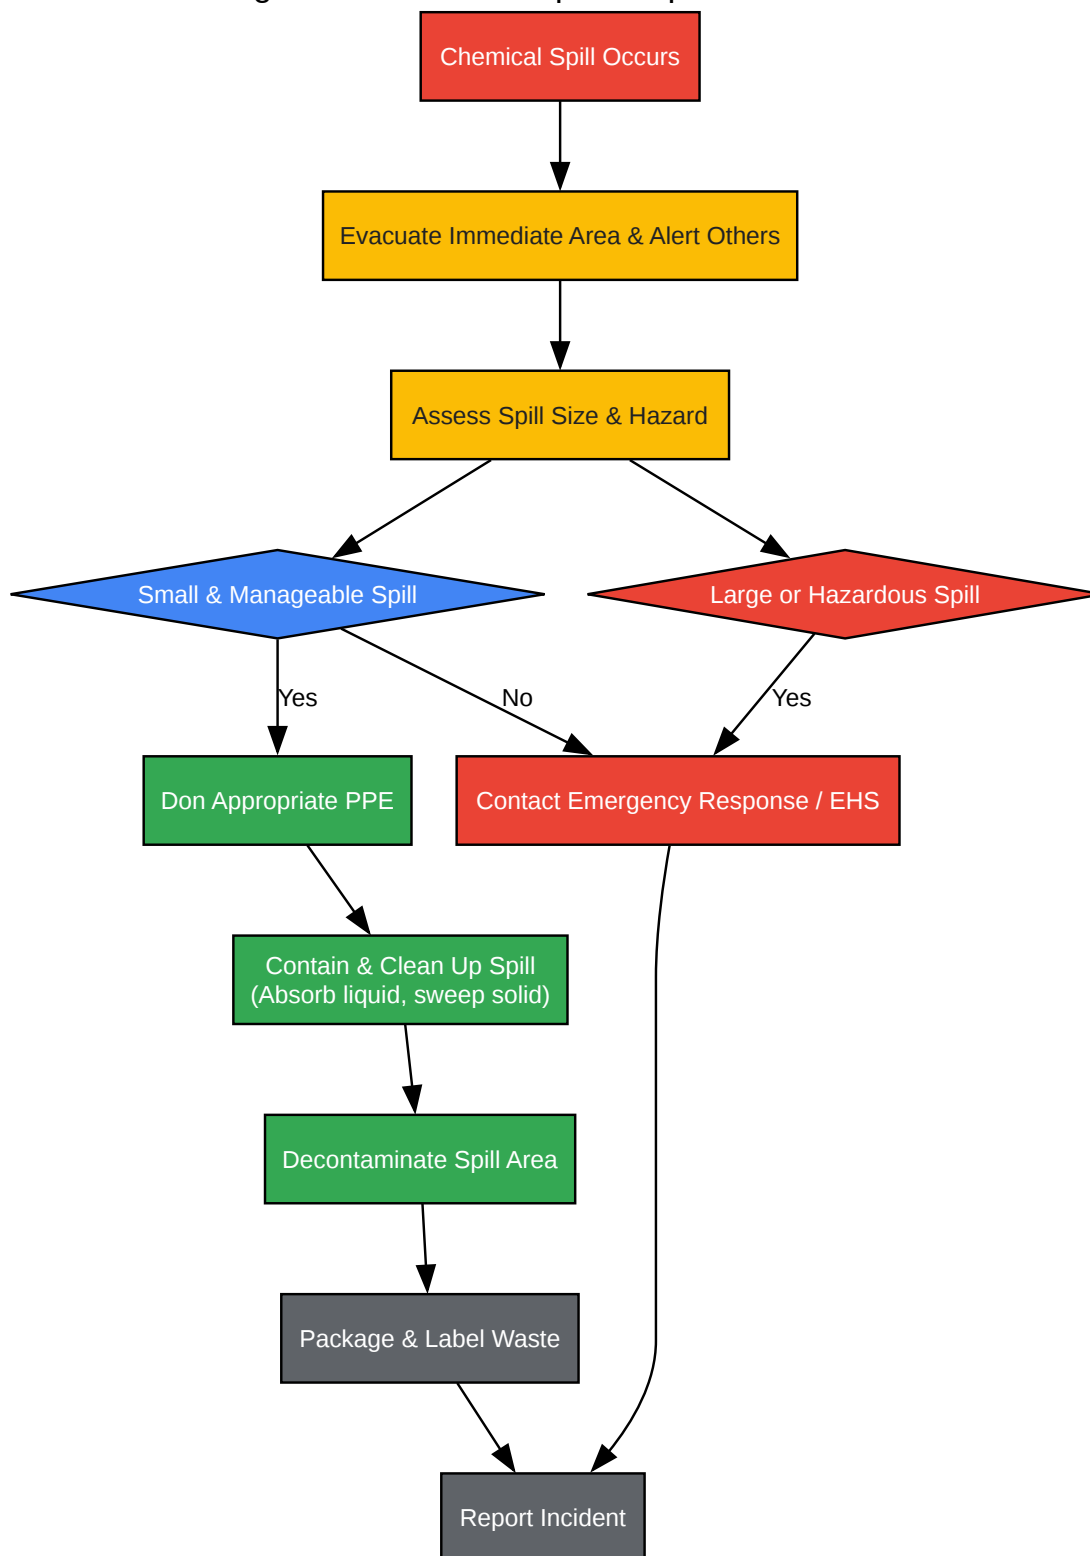 Chemical Spill Occurs
Evacuate Immediate Area & Alert Others
Assess Spill Size & Hazard
Small & Manageable Spill
Large or Hazardous Spill
Yes
No
Yes
Don Appropriate PPE
Contact Emergency Response / EHS
Contain & Clean Up Spill
(Absorb liquid, sweep solid)
Decontaminate Spill Area
Package & Label Waste
Report Incident